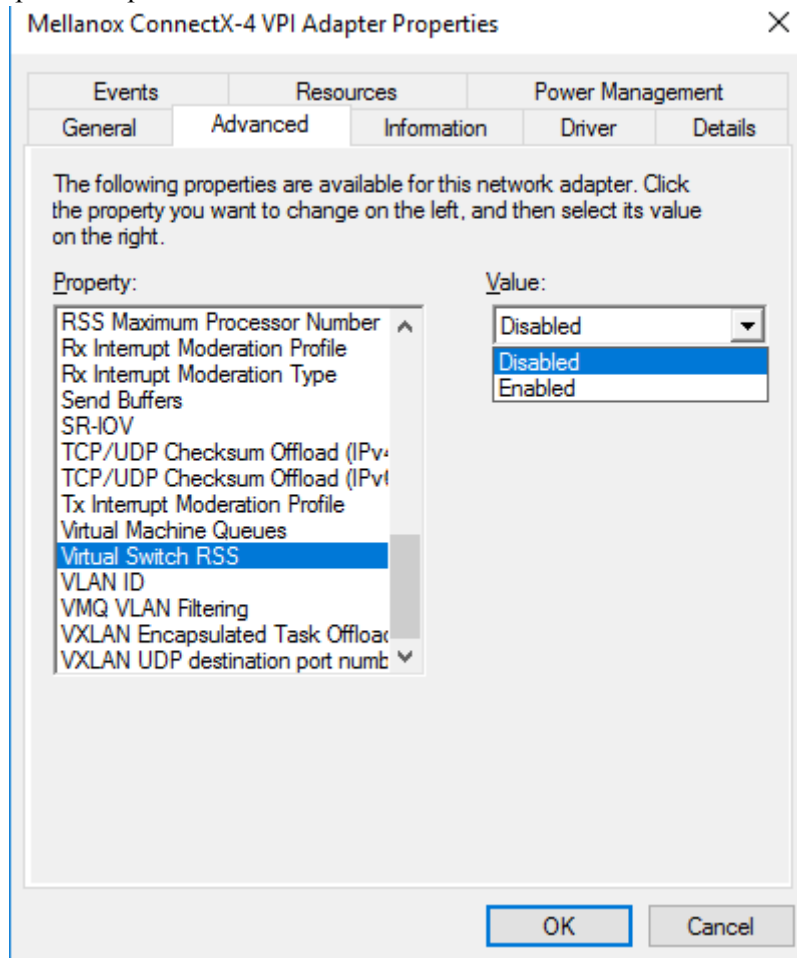 Mellanox ConnectX-4 VPI Adapter Properties
Events Resources Power Management
General Advanced Information Driver Details
The following properties are available for this network adapter. Click
the property you want to change on the left, and then select its value
on the right.
Property: Value:
RSS Maximum Processor Number Disabled
Rx Interrupt Moderation Profile Disabled
Rx Interrupt Moderation Type Enabled
Send Buffers
SR-IOV
TCP/UDP Checksum Offload (IPv
TCP/UDP Checksum Offload (IPv
Tx Interrupt Moderation Profile
Virtual Machine Queues
Virtual Switch RSS
VLAN ID
VMQ VLAN Filtering
VXLAN Encapsulated Task Offloa
VXLAN UDP destination port numb
OK Cancel